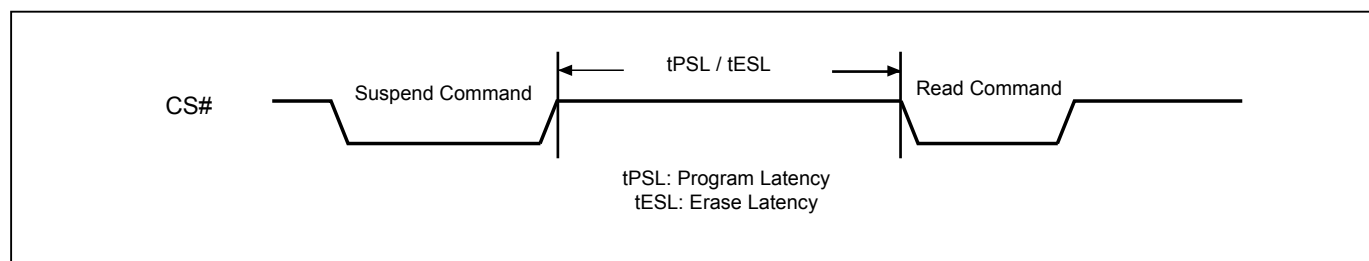 tPSL / tESL
Suspend Command
Read Command
CS#
tPSL: Program Latency
tESL: Erase Latency